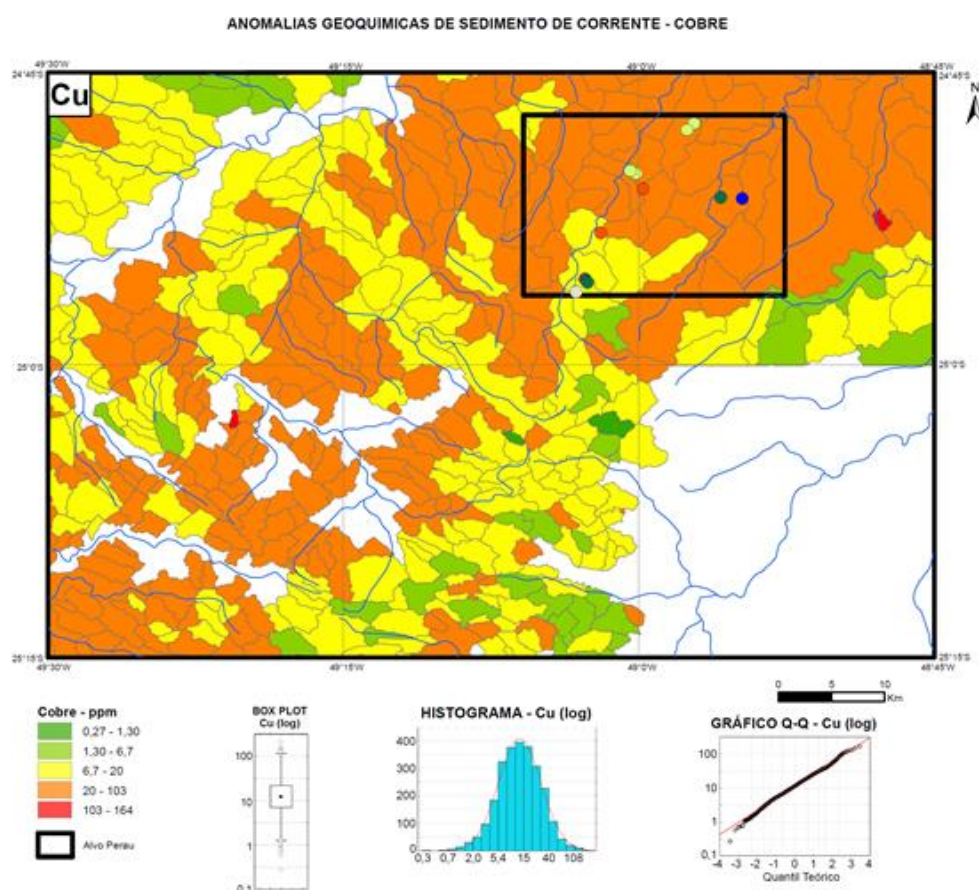 ANOMALIAS GEOQUIMICAS DE SEDIMENTO DE CORRENTE - COBRE
49°30'W 49°15'W 49°0'W 48°45'W
24°45'S 24°45'S
Cu
N
25°0'S 25°0'S
25°15'S 25°15'S
49°30'W 49°15'W 49°0'W 48°45'W
0 5 10
Km
Cobre - ppm
0,27 - 1,30
1,30 - 6,7
6,7 - 20
20 - 103
103 - 164
Alvo Perau
BOX PLOT
Cu (log)
100
10
1
0,1
HISTOGRAMA - Cu (log)
400
300
200
100
0
0,3 0,7 2,0 5,4 15 40 108
GRÁFICO Q-Q - Cu (log)
100
10
1
0,1
-4 -3 -2 -1 0 1 2 3 4
Quantil Teórico